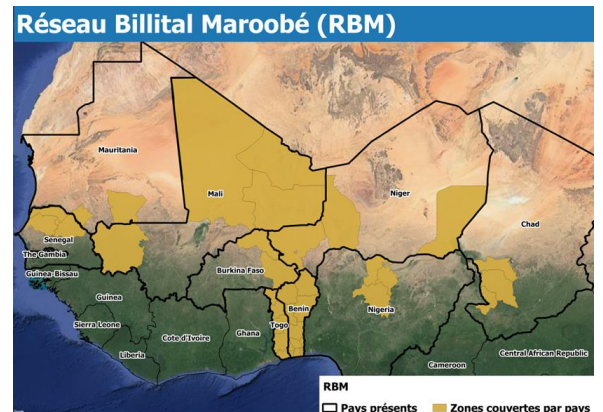 Réseau Billital Maroobé (RBM)
Mauritania
Mali
Niger
Chad
Senegal
The Gambia
Guinea-Bissau
Burkina Faso
Guinea
Benin
Nigeria
Sierra Leone
Togo
Cote d'Ivoire
Ghana
Liberia
Central African Republic
Cameroon
RBM
Pays présents
Zones couvertes par pays